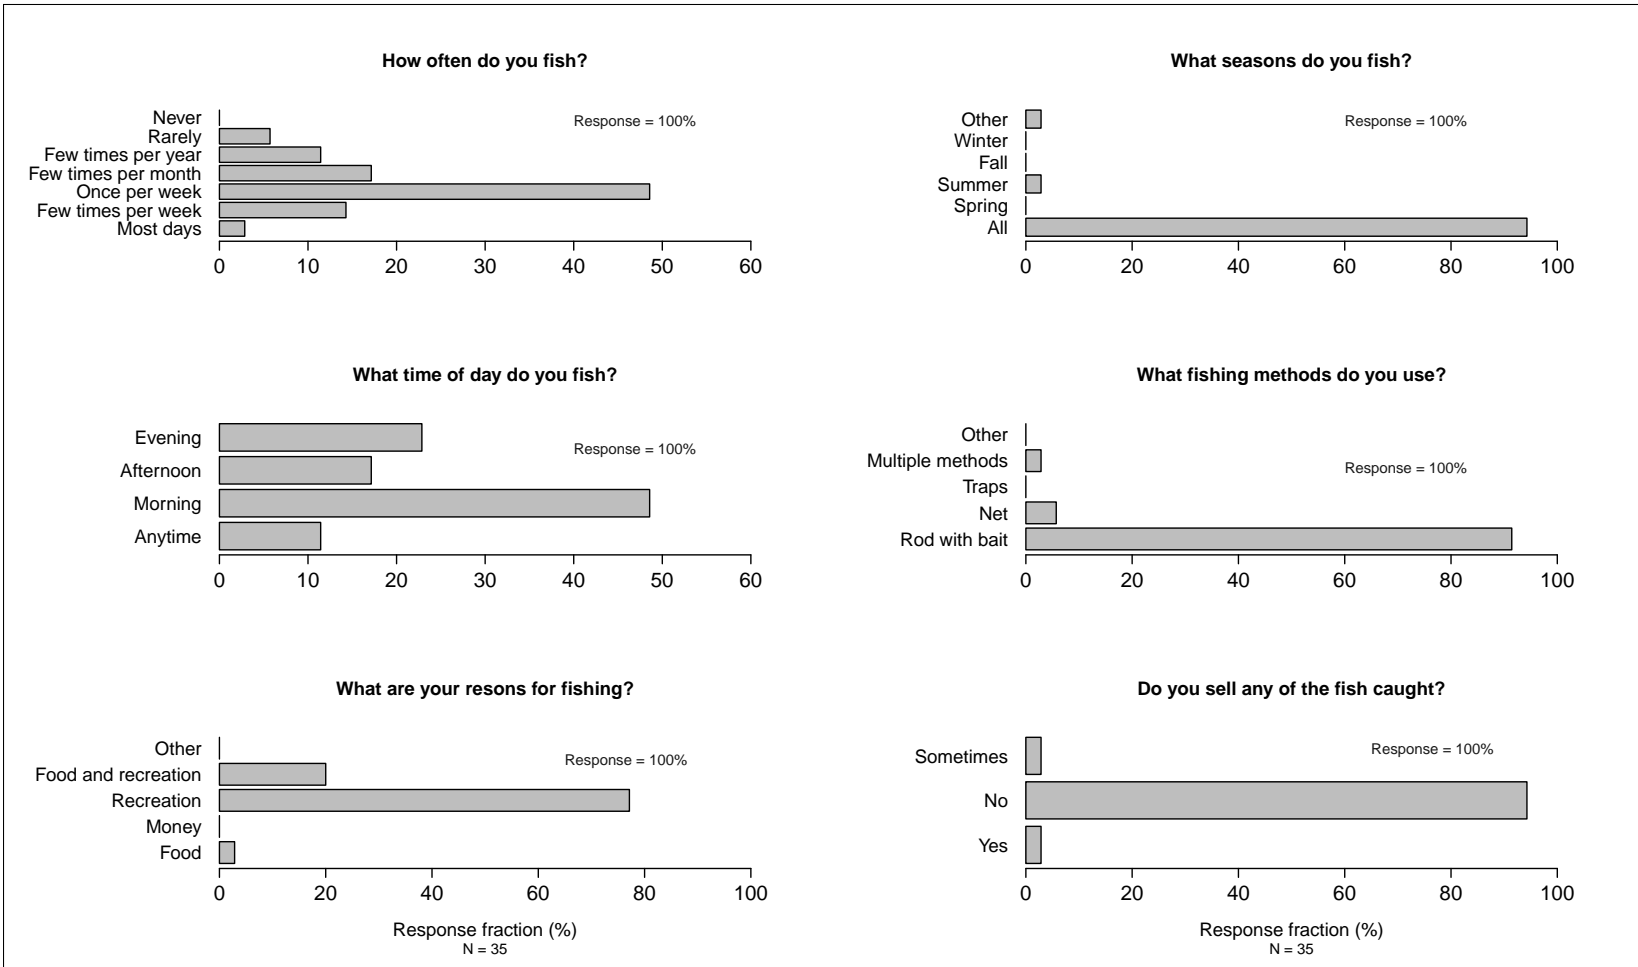 How often do you fish?
Never
Rarely
Few times per year
Few times per month
Once per week
Few times per week
Most days
Response = 100%
0 10 20 30 40 50 60
What seasons do you fish?
Other
Winter
Fall
Summer
Spring
All
Response = 100%
0 20 40 60 80 100
What time of day do you fish?
Evening
Afternoon
Morning
Anytime
Response = 100%
0 10 20 30 40 50 60
What fishing methods do you use?
Other
Multiple methods
Traps
Net
Rod with bait
Response = 100%
0 20 40 60 80 100
What are your resons for fishing?
Other
Food and recreation
Recreation
Money
Food
Response = 100%
0 20 40 60 80 100
Response fraction (%)
N = 35
Do you sell any of the fish caught?
Sometimes
No
Yes
Response = 100%
0 20 40 60 80 100
Response fraction (%)
N = 35